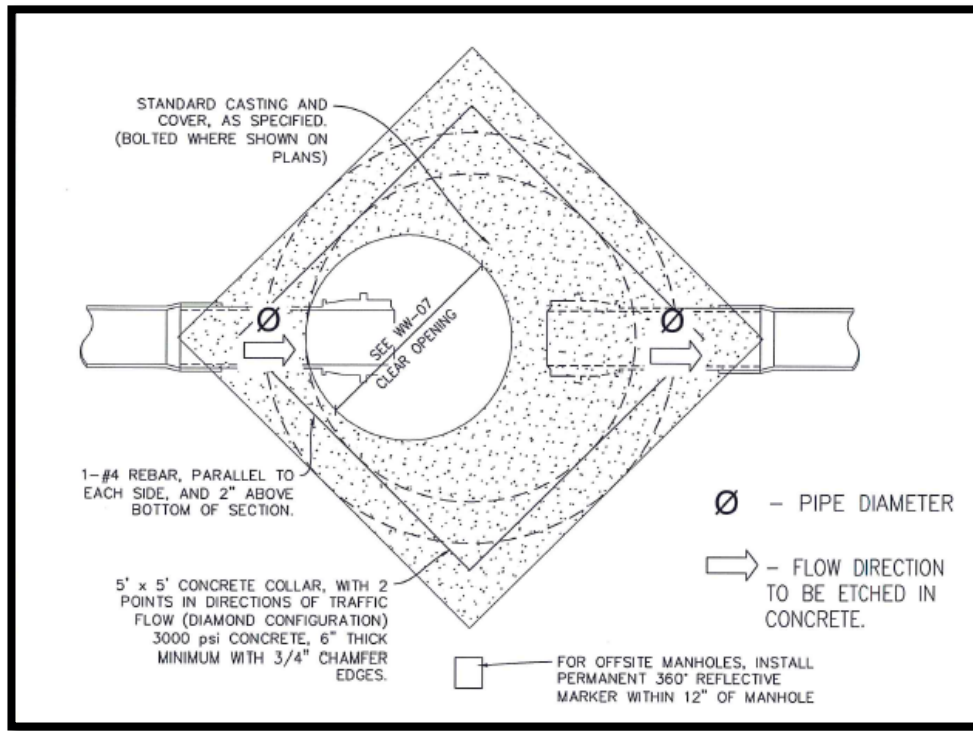 STANDARD CASTING AND
COVER, AS SPECIFIED.
(BOLTED WHERE SHOWN ON
PLANS)
Ø
Ø
SEE WW-07
CLEAR OPENING
1-#4 REBAR, PARALLEL TO
EACH SIDE, AND 2" ABOVE
BOTTOM OF SECTION.
Ø - PIPE DIAMETER
5' x 5' CONCRETE COLLAR, WITH 2
POINTS IN DIRECTIONS OF TRAFFIC
FLOW (DIAMOND CONFIGURATION)
3000 psi CONCRETE, 6" THICK
MINIMUM WITH 3/4" CHAMFER
EDGES.
- FLOW DIRECTION
TO BE ETCHED IN
CONCRETE.
FOR OFFSITE MANHOLES, INSTALL
PERMANENT 360° REFLECTIVE
MARKER WITHIN 12" OF MANHOLE